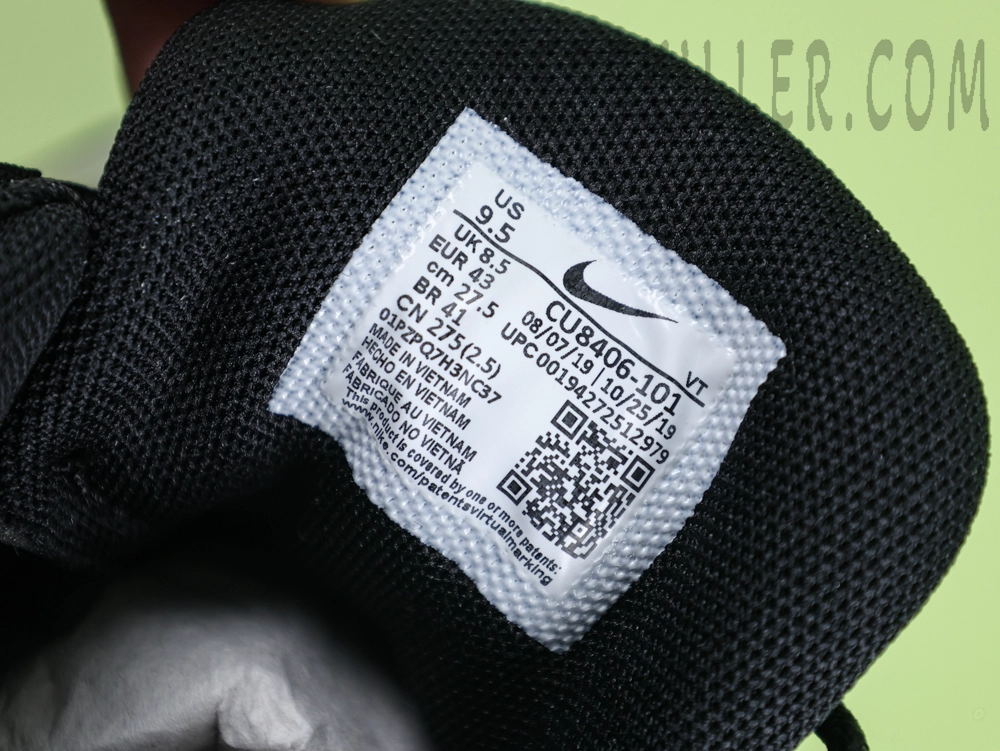 ILLER.COM
US
9.5
UK 8.5
EUR 43
cm 27.5
BR 41
CN 275(2.5)
01PZPQ7H3NC37
MADE IN VIETNAM
HECHO EN VIETNAM
FABRIQUE AU VIETNAM
FABRICADO NO VIETNÃ
This product is covered by one or more patents:
www.nike.com/patentsvirtualmarking
VT
CU8406-101
08/07/19 | 10/25/19
UPC 00194272512979